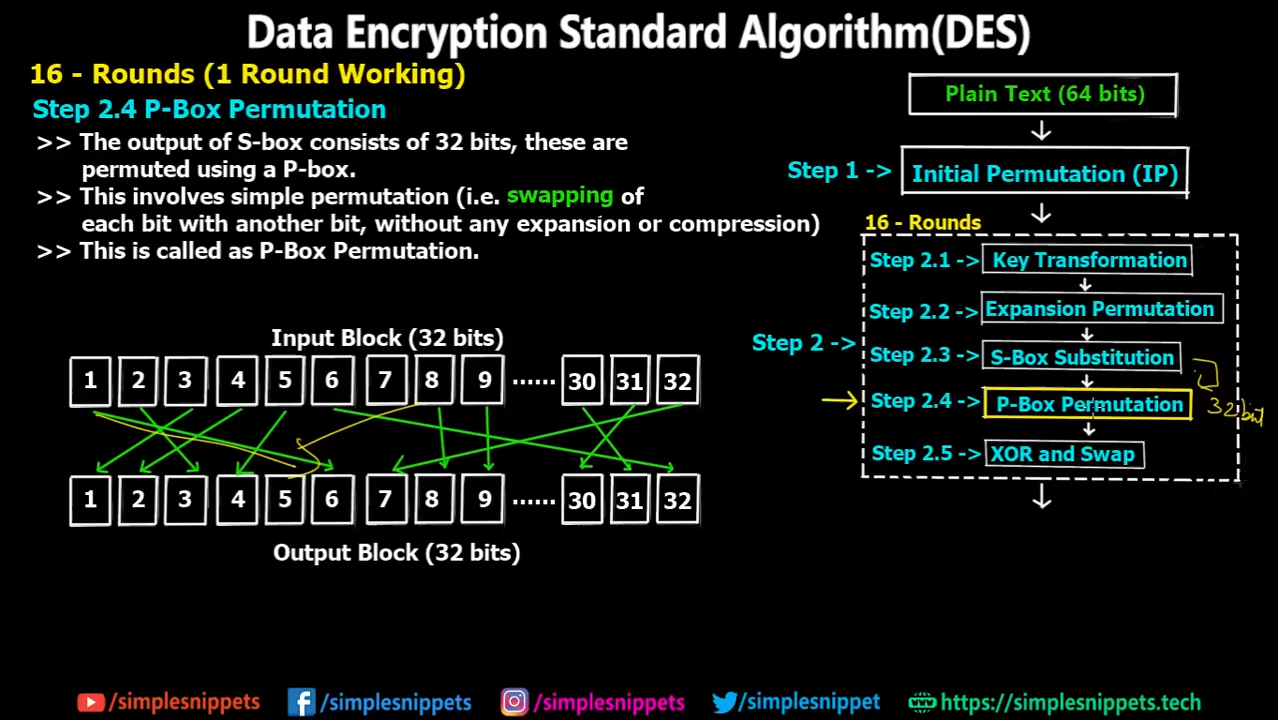 Data Encryption Standard Algorithm(DES)
16 - Rounds (1 Round Working)
Step 2.4 P-Box Permutation
>> The output of S-box consists of 32 bits, these are
permuted using a P-box.
>> This involves simple permutation (i.e. swapping of
each bit with another bit, without any expansion or compression)
>> This is called as P-Box Permutation.
Input Block (32 bits)
1 2 3 4 5 6 7 8 9 ...... 30 31 32
1 2 3 4 5 6 7 8 9 ...... 30 31 32
Output Block (32 bits)
Plain Text (64 bits)
Step 1 -> Initial Permutation (IP)
16 - Rounds
Step 2 ->
Step 2.1 -> Key Transformation
Step 2.2 -> Expansion Permutation
Step 2.3 -> S-Box Substitution
Step 2.4 -> P-Box Permutation
32 bit
Step 2.5 -> XOR and Swap
/simplesnippets /simplesnippets /simplesnippets /simplesnippet https://simplesnippets.tech